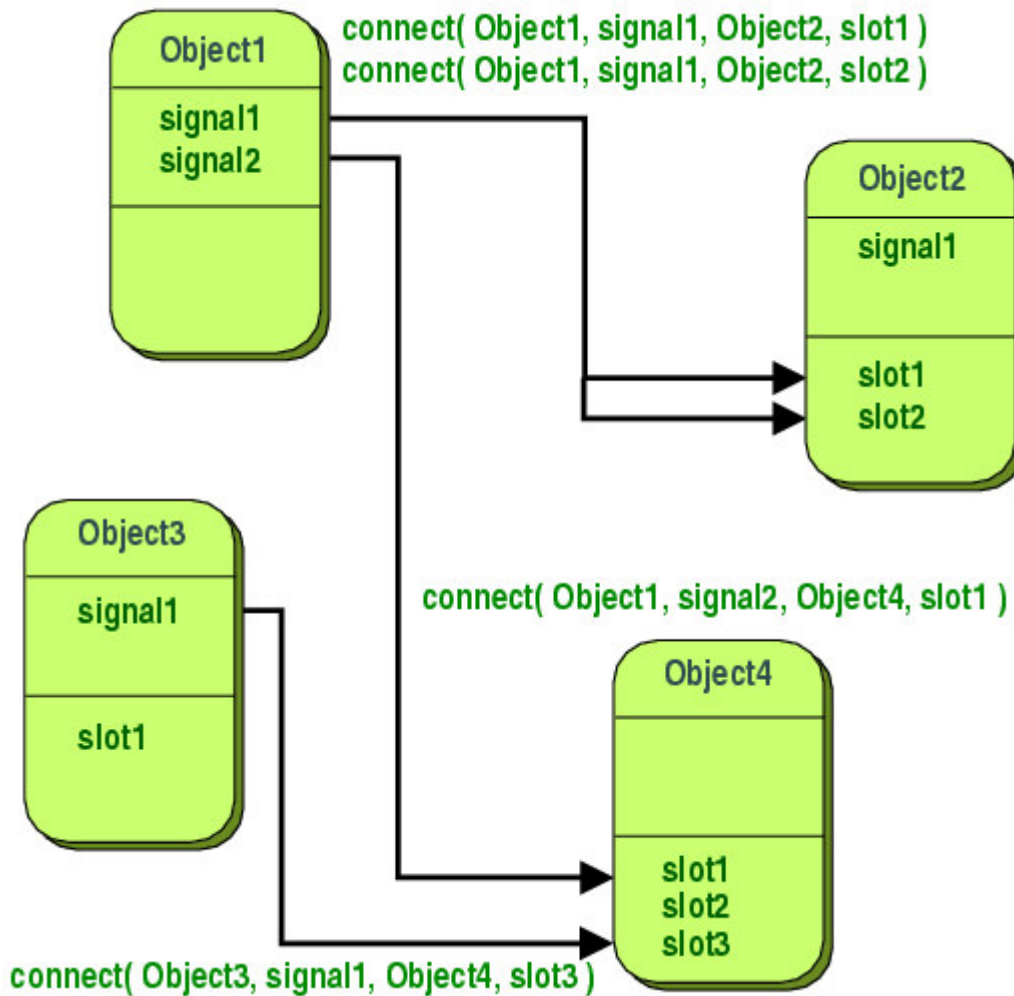 Object1
signal1
signal2
connect( Object1, signal1, Object2, slot1 )
connect( Object1, signal1, Object2, slot2 )
Object2
signal1
slot1
slot2
Object3
signal1
slot1
connect( Object1, signal2, Object4, slot1 )
Object4
slot1
slot2
slot3
connect( Object3, signal1, Object4, slot3 )